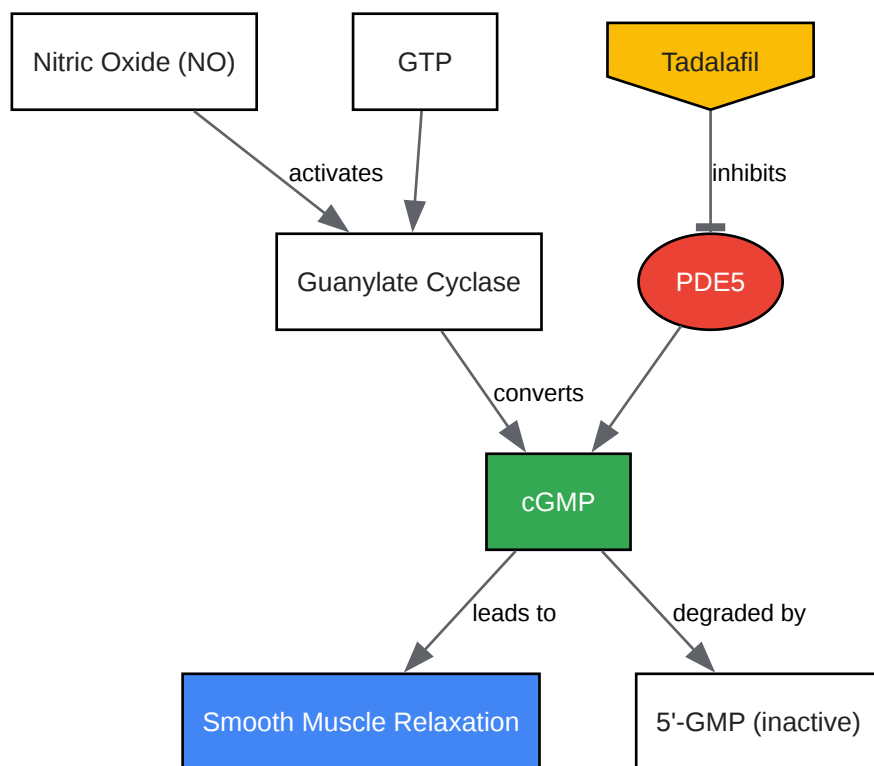 Nitric Oxide (NO)
GTP
Tadalafil
activates
inhibits
Guanylate Cyclase
PDE5
converts
cGMP
leads to
degraded by
Smooth Muscle Relaxation
5'-GMP (inactive)